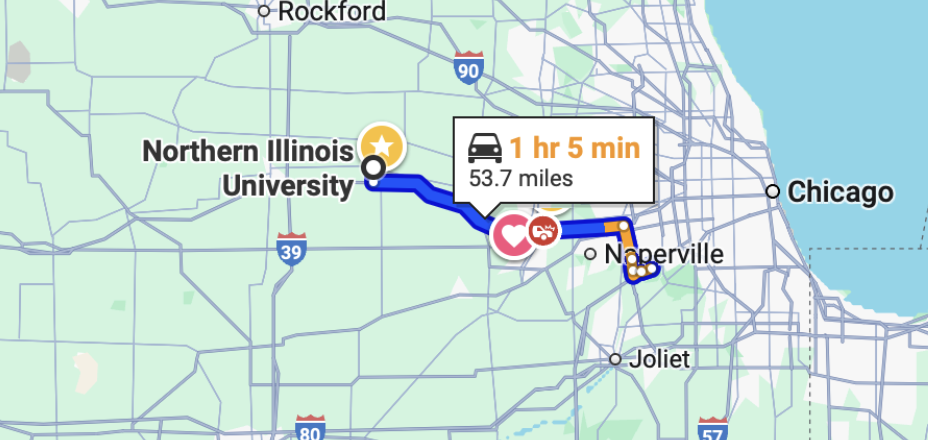 Rockford
90
Northern Illinois
University
1 hr 5 min
53.7 miles
Chicago
39
Naperville
Joliet
80
57